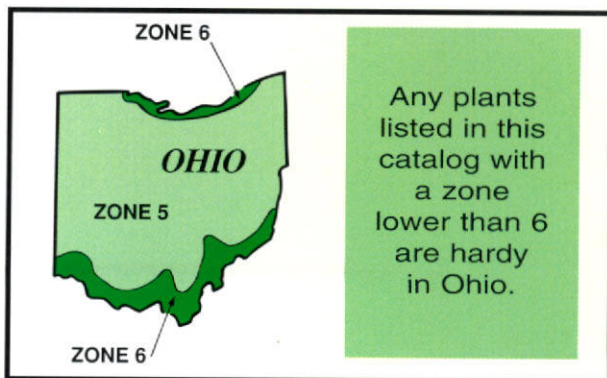 ZONE 6
OHIO
ZONE 5
ZONE 6
Any plants
listed in this
catalog with
a zone
lower than 6
are hardy
in Ohio.